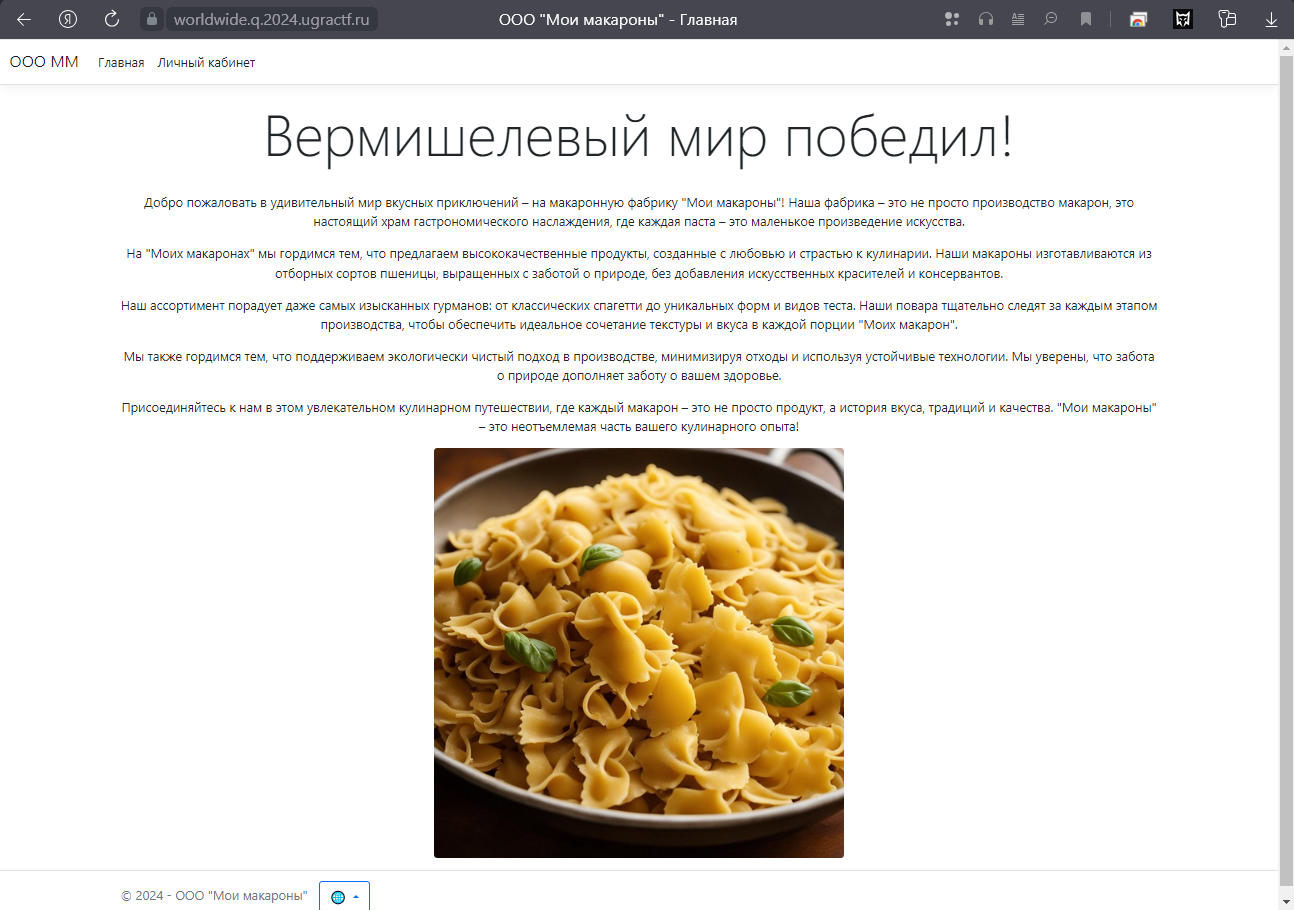 worldwide.q.2024.ugractf.ru
ООО "Мои макароны" - Главная
ООО ММ
Главная
Личный кабинет
Вермишелевый мир победил!
Добро пожаловать в удивительный мир вкусных приключений – на макаронную фабрику "Мои макароны"! Наша фабрика – это не просто производство макарон, это
настоящий храм гастрономического наслаждения, где каждая паста – это маленькое произведение искусства.
На "Моих макаронах" мы гордимся тем, что предлагаем высококачественные продукты, созданные с любовью и страстью к кулинарии. Наши макароны изготавливаются из
отборных сортов пшеницы, выращенных с заботой о природе, без добавления искусственных красителей и консервантов.
Наш ассортимент порадует даже самых изысканных гурманов: от классических спагетти до уникальных форм и видов теста. Наши повара тщательно следят за каждым этапом
производства, чтобы обеспечить идеальное сочетание текстуры и вкуса в каждой порции "Моих макарон".
Мы также гордимся тем, что поддерживаем экологически чистый подход в производстве, минимизируя отходы и используя устойчивые технологии. Мы уверены, что забота
о природе дополняет заботу о вашем здоровье.
Присоединяйтесь к нам в этом увлекательном кулинарном путешествии, где каждый макарон – это не просто продукт, а история вкуса, традиций и качества. "Мои макароны"
– это неотъемлемая часть вашего кулинарного опыта!
© 2024 - ООО "Мои макароны"